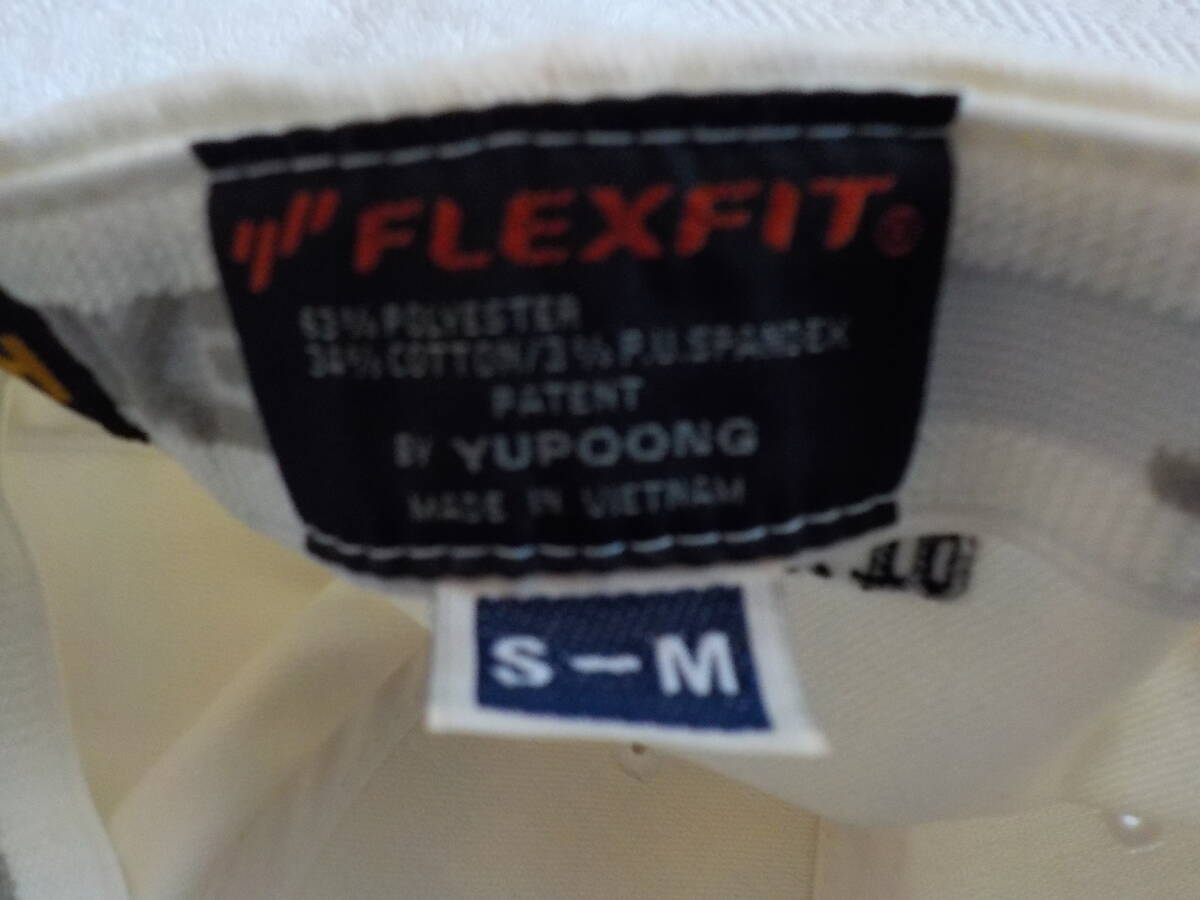 FLEXFIT®
63% POLYESTER
34% COTTON/3% P.U.SPANDEX
PATENT
BY YUPOONG
MADE IN VIETNAM
S-M